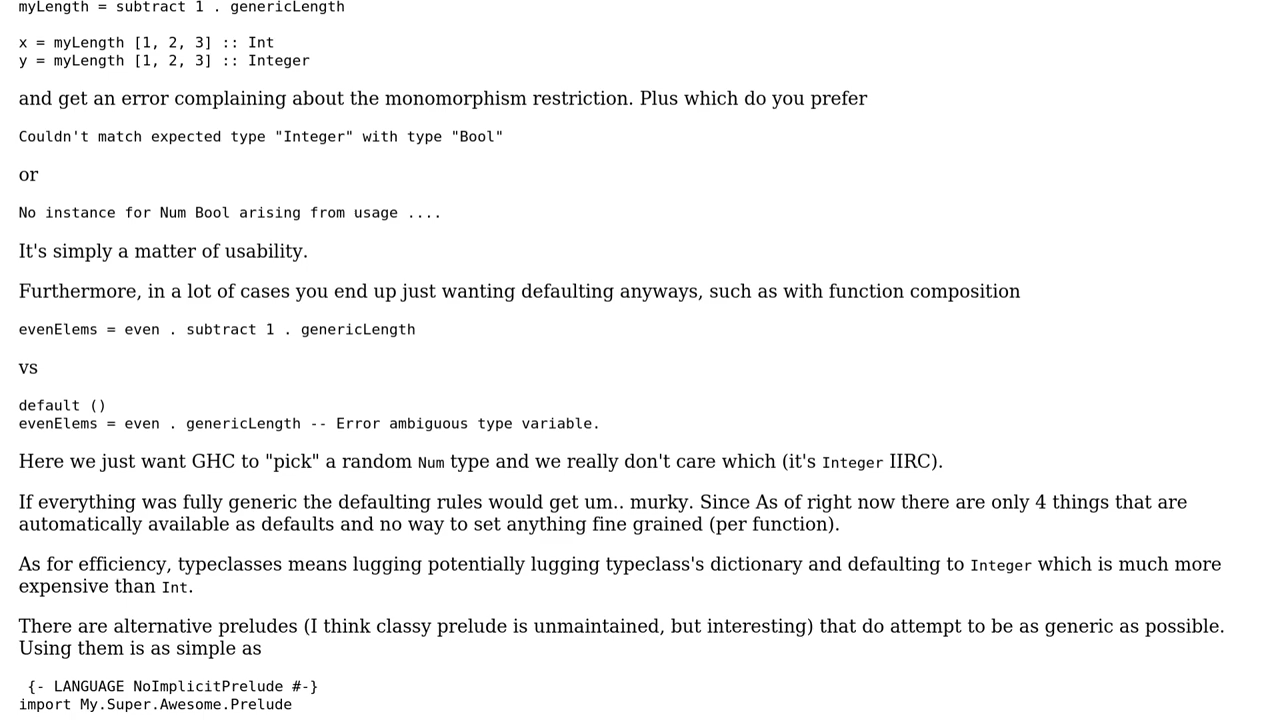 myLength = subtract 1 . genericLength
x = myLength [1, 2, 3] :: Int
y = myLength [1, 2, 3] :: Integer
and get an error complaining about the monomorphism restriction. Plus which do you prefer
Couldn't match expected type "Integer" with type "Bool"
or
No instance for Num Bool arising from usage ....
It's simply a matter of usability.
Furthermore, in a lot of cases you end up just wanting defaulting anyways, such as with function composition
evenElems = even . subtract 1 . genericLength
vs
default ()
evenElems = even . genericLength -- Error ambiguous type variable.
Here we just want GHC to "pick" a random Num type and we really don't care which (it's Integer IIRC).
If everything was fully generic the defaulting rules would get um.. murky. Since As of right now there are only 4 things that are
automatically available as defaults and no way to set anything fine grained (per function).
As for efficiency, typeclasses means lugging potentially lugging typeclass's dictionary and defaulting to Integer which is much more
expensive than Int.
There are alternative preludes (I think classy prelude is unmaintained, but interesting) that do attempt to be as generic as possible.
Using them is as simple as
{- LANGUAGE NoImplicitPrelude #-}
import My.Super.Awesome.Prelude